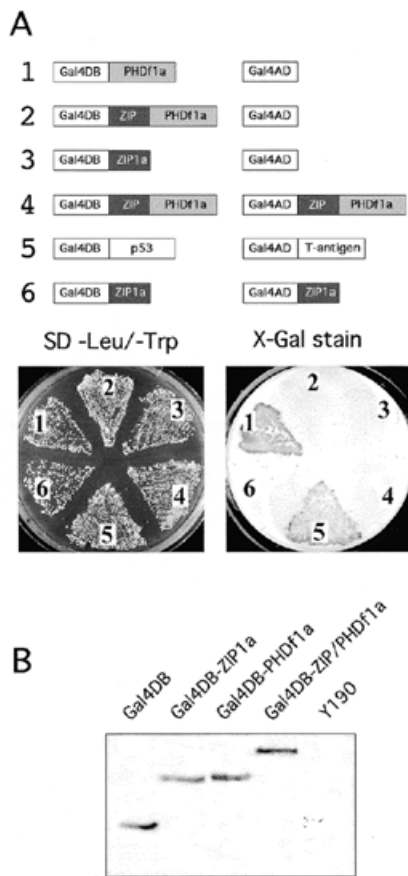 A
1 Gal4DB PHDf1a Gal4AD
2 Gal4DB ZIP PHDf1a Gal4AD
3 Gal4DB ZIP1a Gal4AD
4 Gal4DB ZIP PHDf1a Gal4AD ZIP PHDf1a
5 Gal4DB p53 Gal4AD T-antigen
6 Gal4DB ZIP1a Gal4AD ZIP1a
SD -Leu/-Trp X-Gal stain
1 2 3 4 5 6
1 2 3 4 5 6
B
Gal4DB
Gal4DB-ZIP1a
Gal4DB-PHDf1a
Gal4DB-ZIP/PHDf1a
Y190